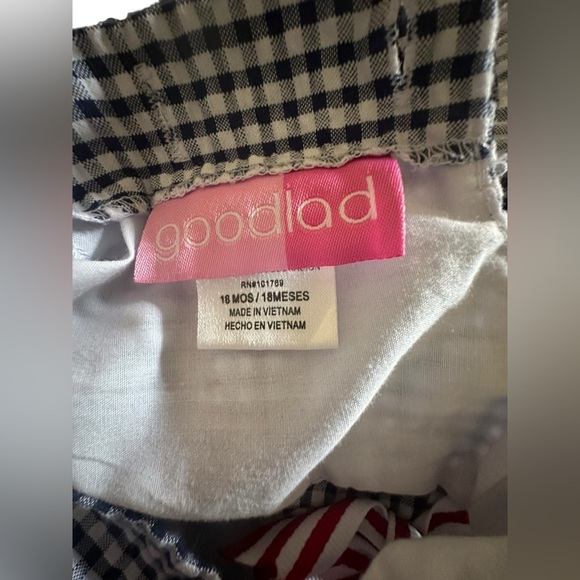 goodlad
RN#101769
18 MOS / 18MESES
MADE IN VIETNAM
HECHO EN VIETNAM